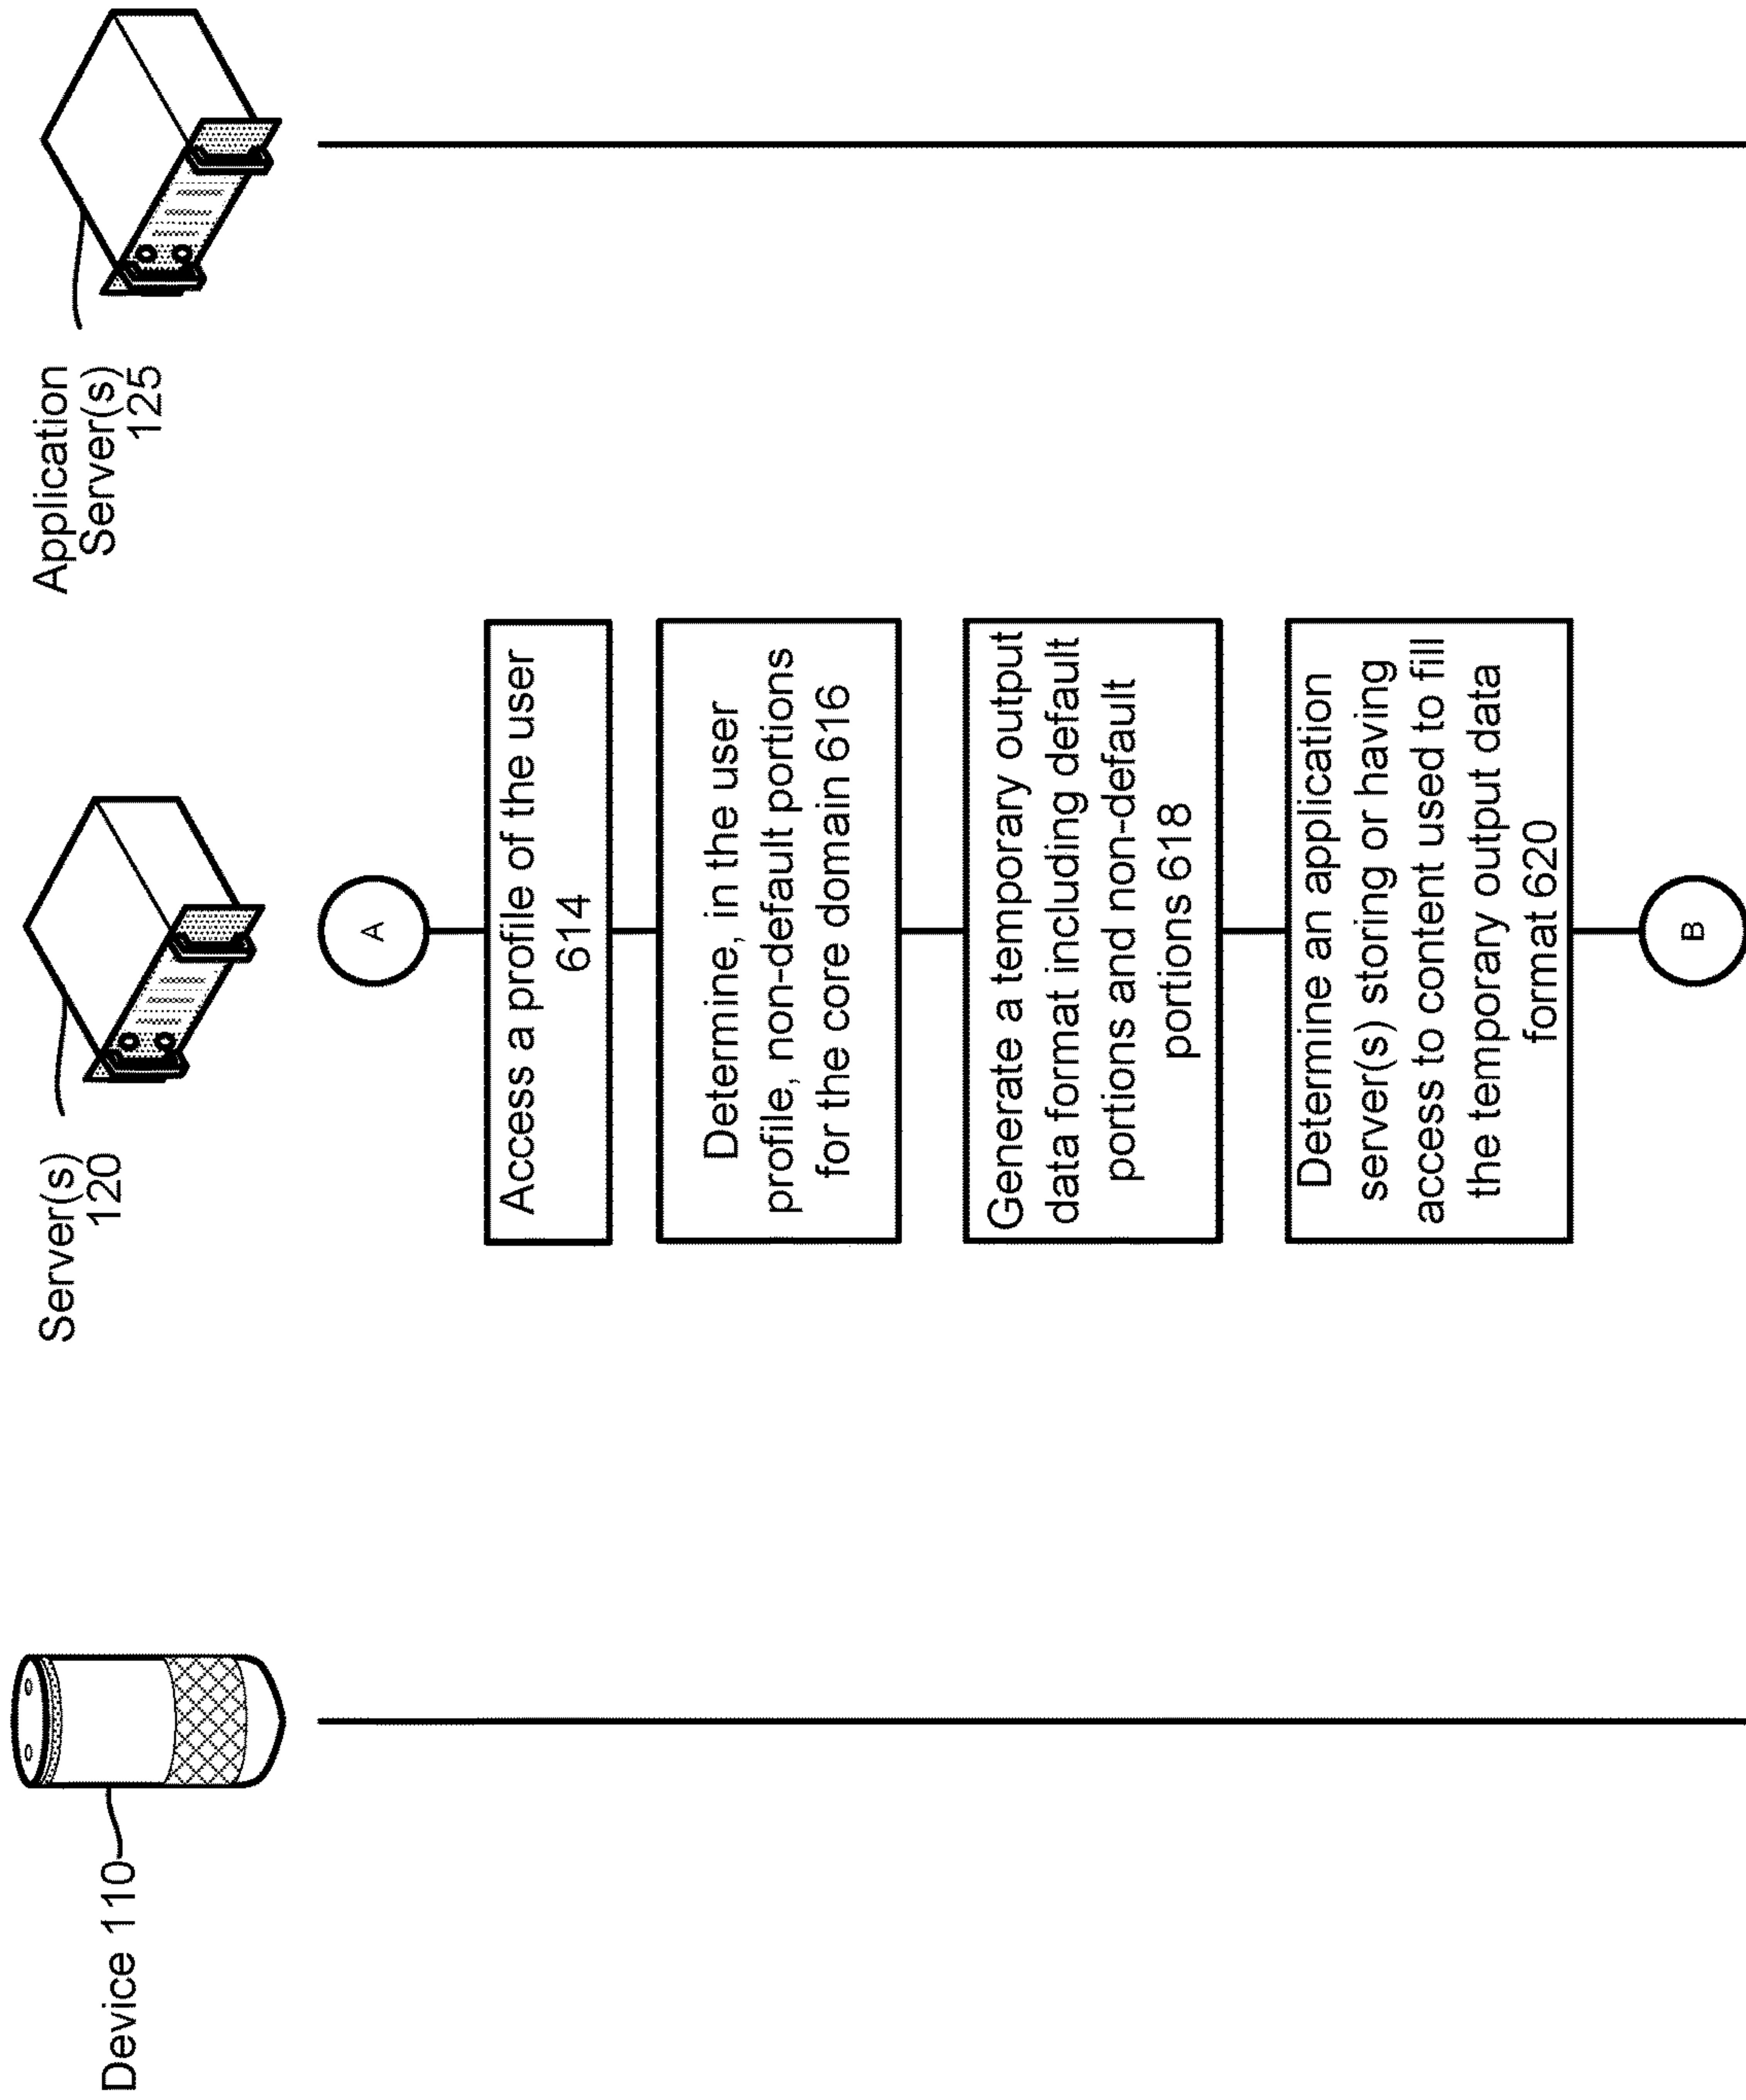 Device 110
Server(s)
120
Application
Server(s)
125
A
Access a profile of the user
614
Determine, in the user
profile, non-default portions
for the core domain 616
Generate a temporary output
data format including default
portions and non-default
portions 618
Determine an application
server(s) storing or having
access to content used to fill
the temporary output data
format 620
B